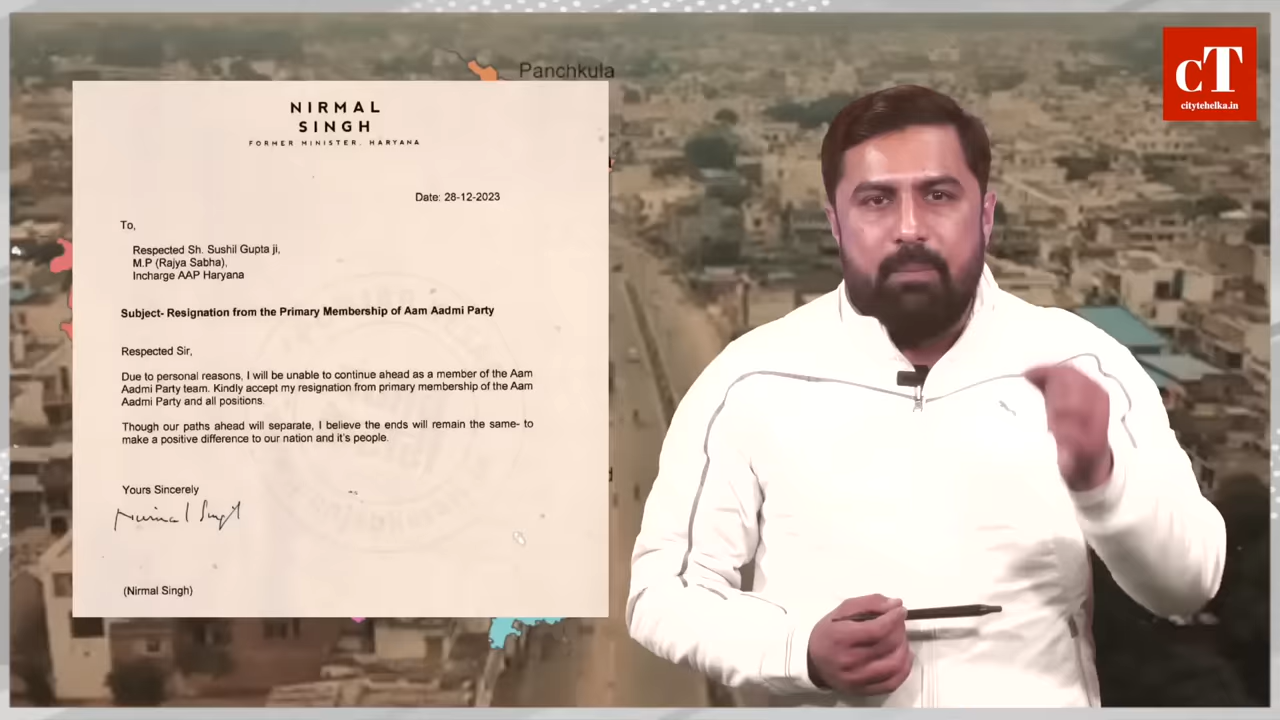 Panchkula
cT
citytehelka.in
NIRMAL
SINGH
FORMER MINISTER, HARYANA
Date: 28-12-2023
To,
Respected Sh. Sushil Gupta ji,
M.P (Rajya Sabha),
Incharge AAP Haryana
Subject- Resignation from the Primary Membership of Aam Aadmi Party
Respected Sir,
Due to personal reasons, I will be unable to continue ahead as a member of the Aam
Aadmi Party team. Kindly accept my resignation from primary membership of the Aam
Aadmi Party and all positions.
Though our paths ahead will separate, I believe the ends will remain the same- to
make a positive difference to our nation and it's people.
Yours Sincerely
Nirmal Singh
(Nirmal Singh)